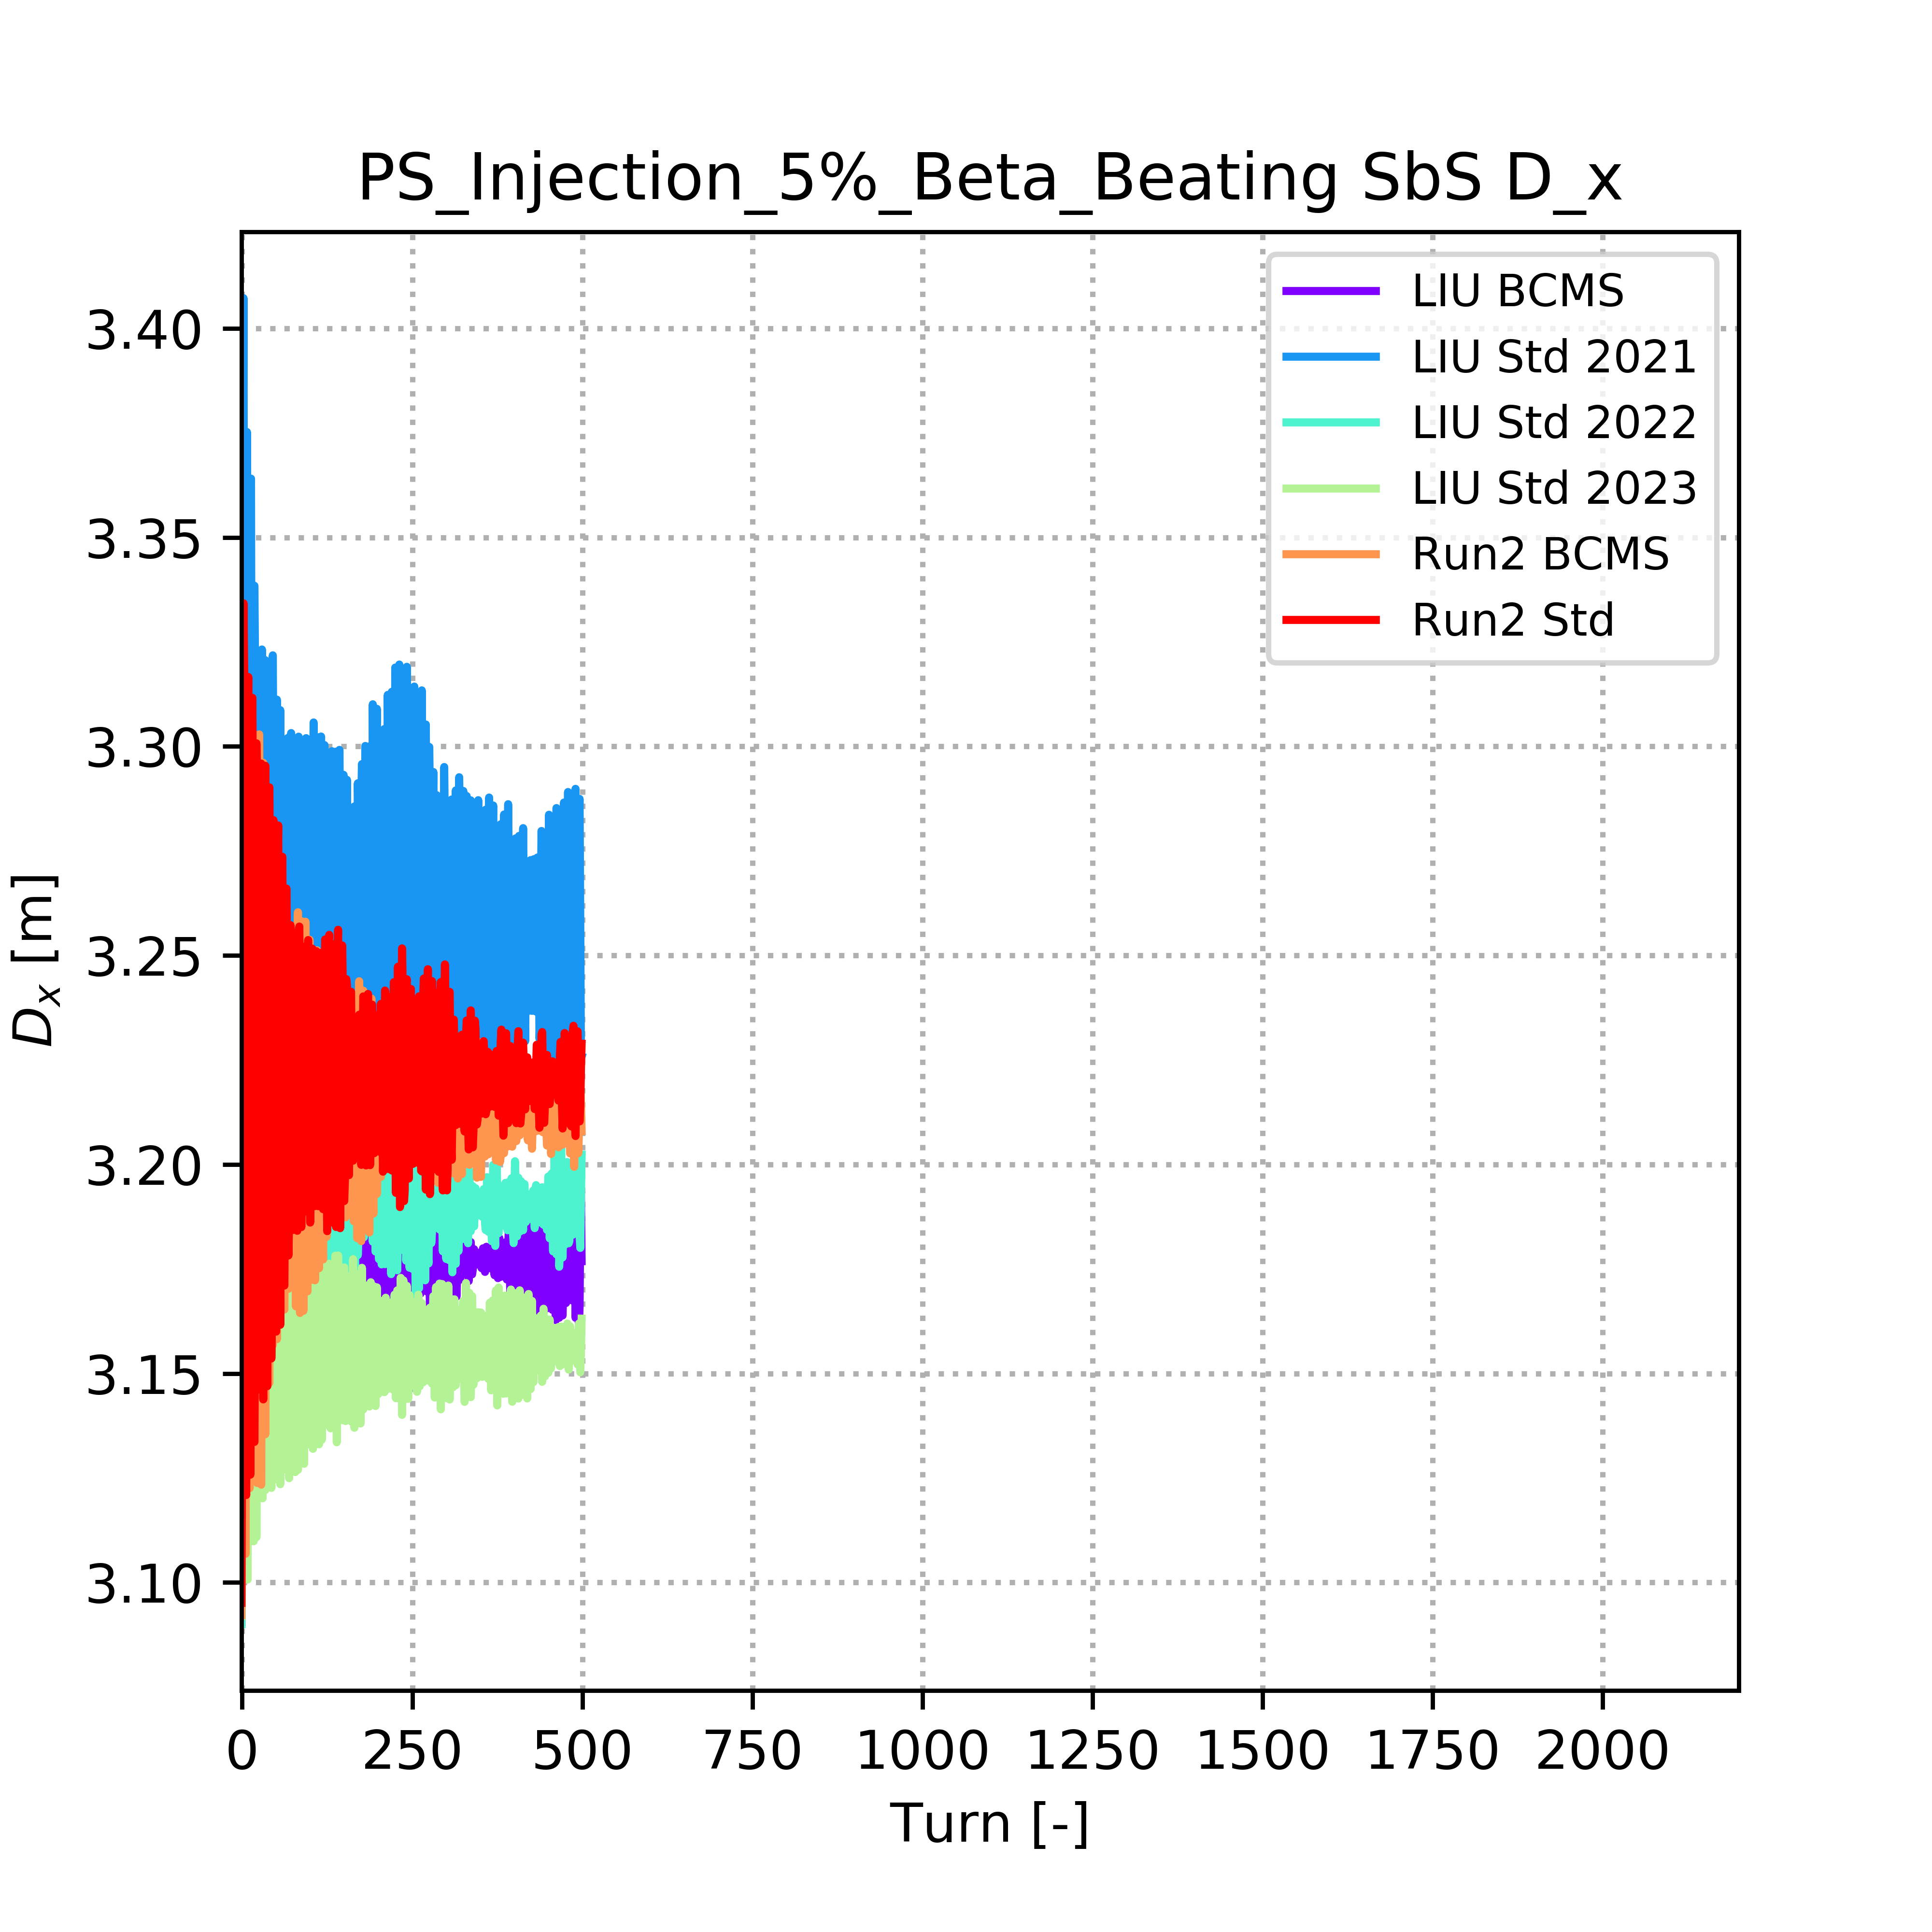 PS_Injection_5%_Beta_Beating SbS D_x
LIU BCMS
LIU Std 2021
LIU Std 2022
LIU Std 2023
Run2 BCMS
Run2 Std
3.40
3.35
3.30
3.25
3.20
3.15
3.10
D_x [m]
0 250 500 750 1000 1250 1500 1750 2000
Turn [-]